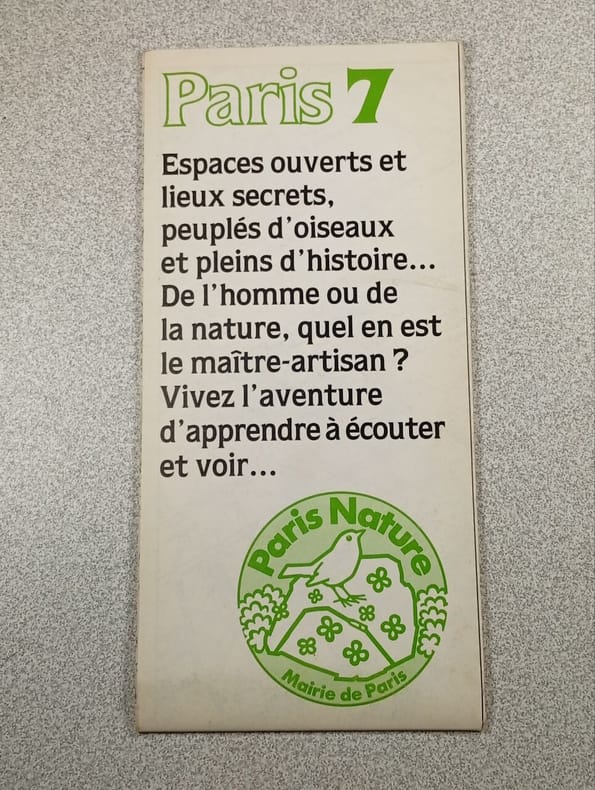 Paris 7
Espaces ouverts et
lieux secrets,
peuplés d'oiseaux
et pleins d'histoire...
De l'homme ou de
la nature, quel en est
le maître-artisan ?
Vivez l'aventure
d'apprendre à écouter
et voir...
Paris Nature
Mairie de Paris